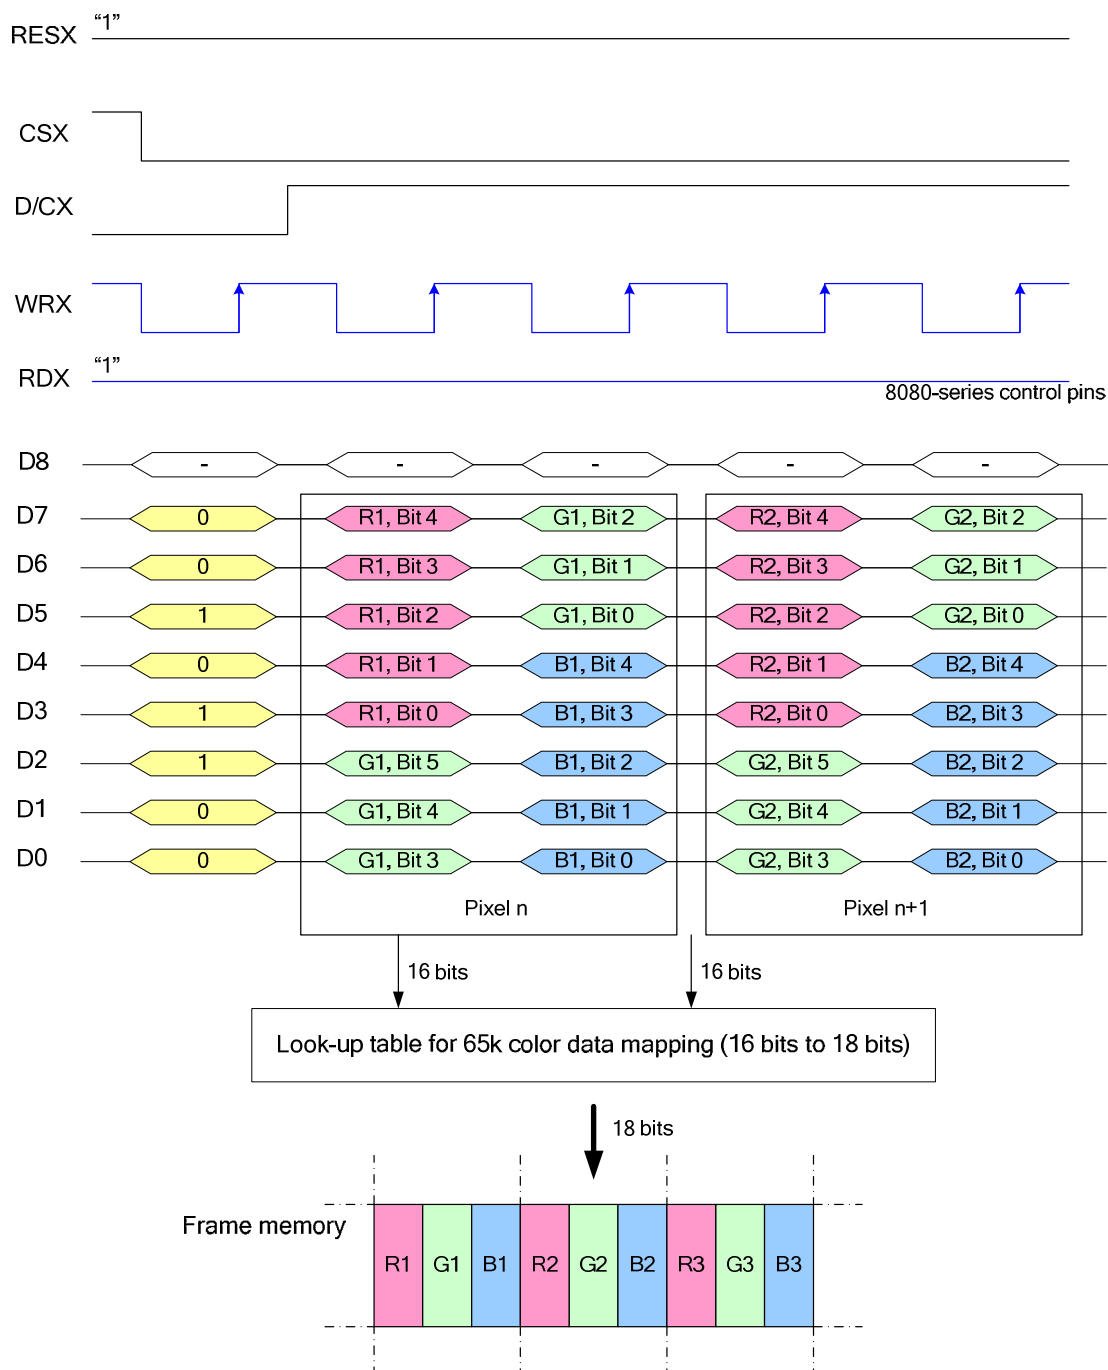 RESX “1”
CSX
D/CX
WRX
RDX “1”
8080-series control pins
D8 - - - - -
D7 0 R1, Bit 4 G1, Bit 2 R2, Bit 4 G2, Bit 2
D6 0 R1, Bit 3 G1, Bit 1 R2, Bit 3 G2, Bit 1
D5 1 R1, Bit 2 G1, Bit 0 R2, Bit 2 G2, Bit 0
D4 0 R1, Bit 1 B1, Bit 4 R2, Bit 1 B2, Bit 4
D3 1 R1, Bit 0 B1, Bit 3 R2, Bit 0 B2, Bit 3
D2 1 G1, Bit 5 B1, Bit 2 G2, Bit 5 B2, Bit 2
D1 0 G1, Bit 4 B1, Bit 1 G2, Bit 4 B2, Bit 1
D0 0 G1, Bit 3 B1, Bit 0 G2, Bit 3 B2, Bit 0
Pixel n Pixel n+1
16 bits 16 bits
Look-up table for 65k color data mapping (16 bits to 18 bits)
18 bits
Frame memory
R1 G1 B1 R2 G2 B2 R3 G3 B3